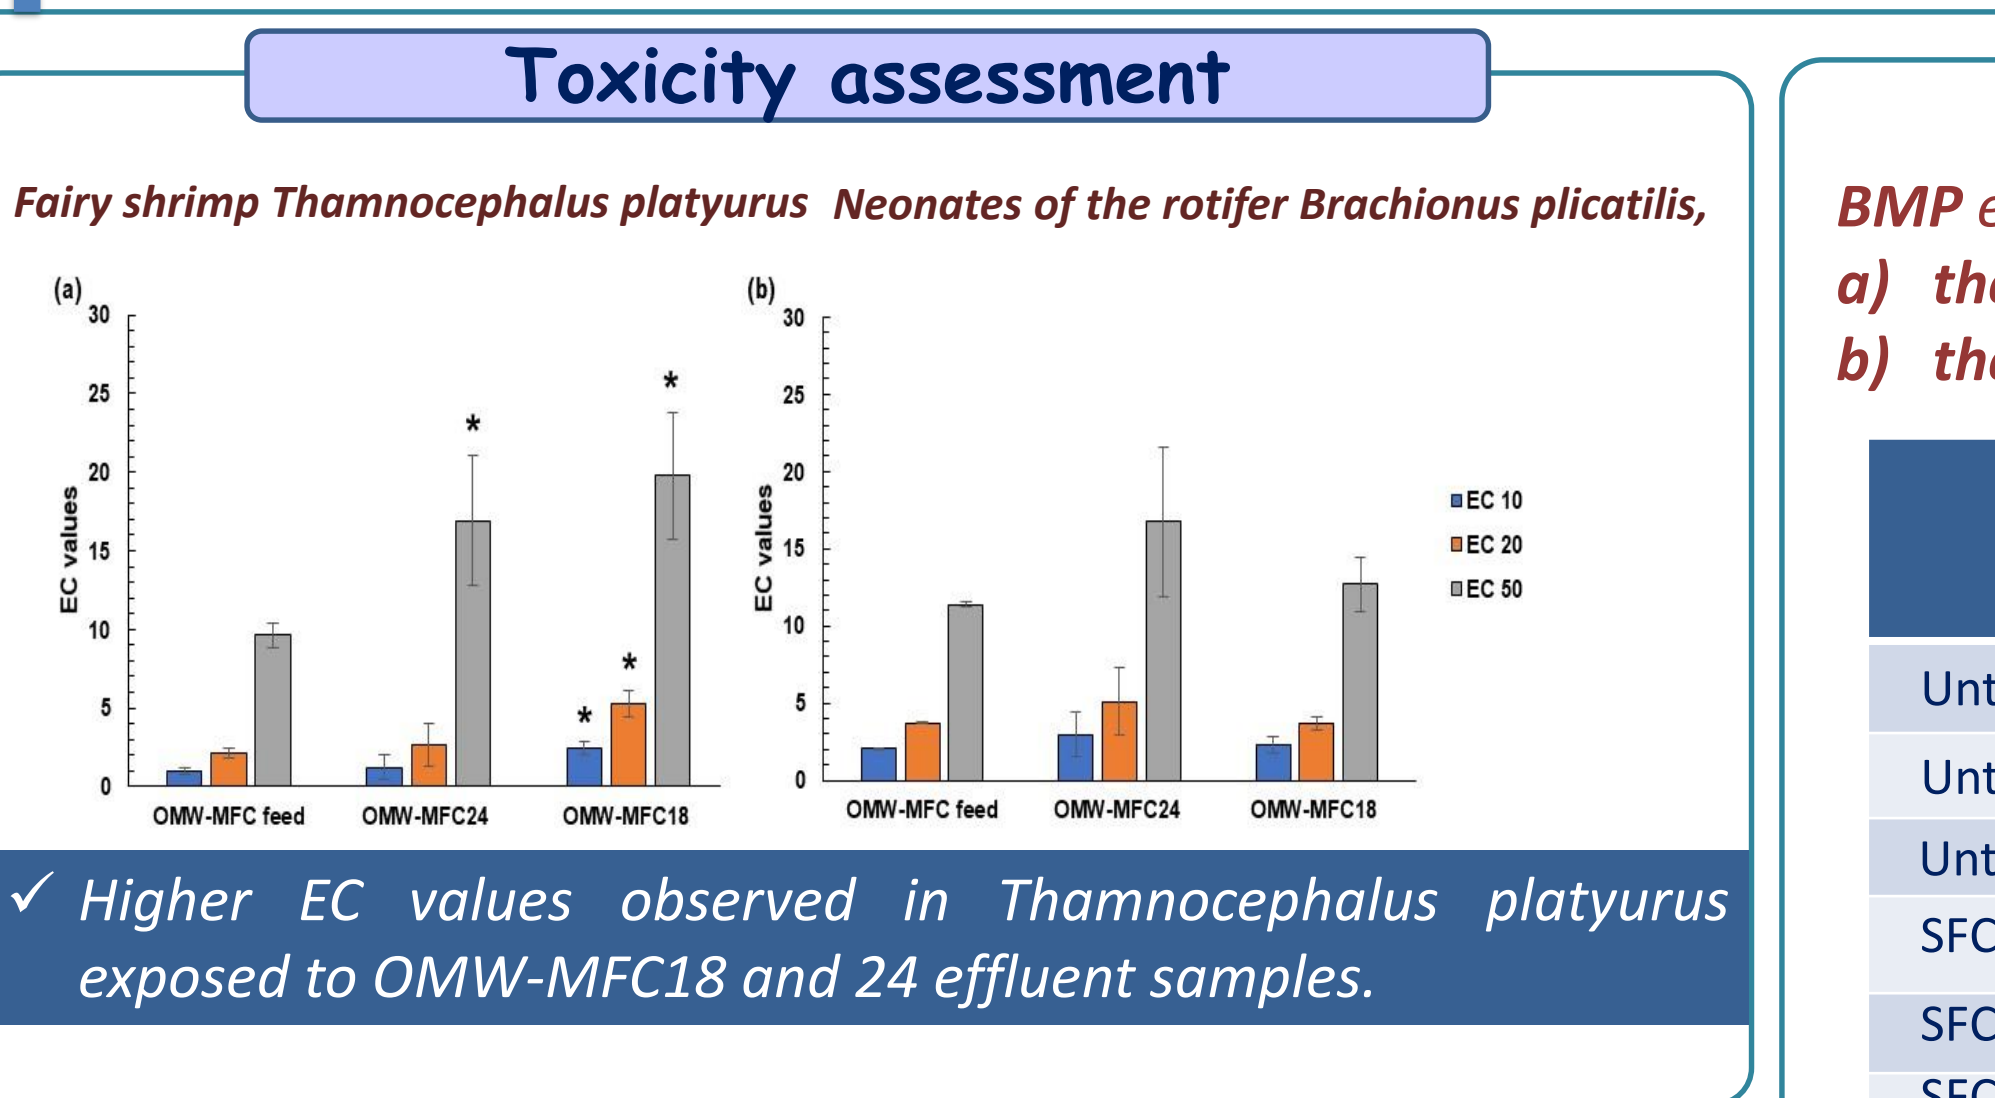 Toxicity assessment
Fairy shrimp Thamnocephalus platyurus
Neonates of the rotifer Brachionus plicatilis,
(a)
30
25
20
15
10
5
0
EC values
*
*
*
*
OMW-MFC feed
OMW-MFC24
OMW-MFC18
(b)
30
25
20
15
10
5
0
EC values
OMW-MFC feed
OMW-MFC24
OMW-MFC18
EC 10
EC 20
EC 50
✓ Higher EC values observed in Thamnocephalus platyurus
exposed to OMW-MFC18 and 24 effluent samples.
BMP
a)
b)
SFC
SFC